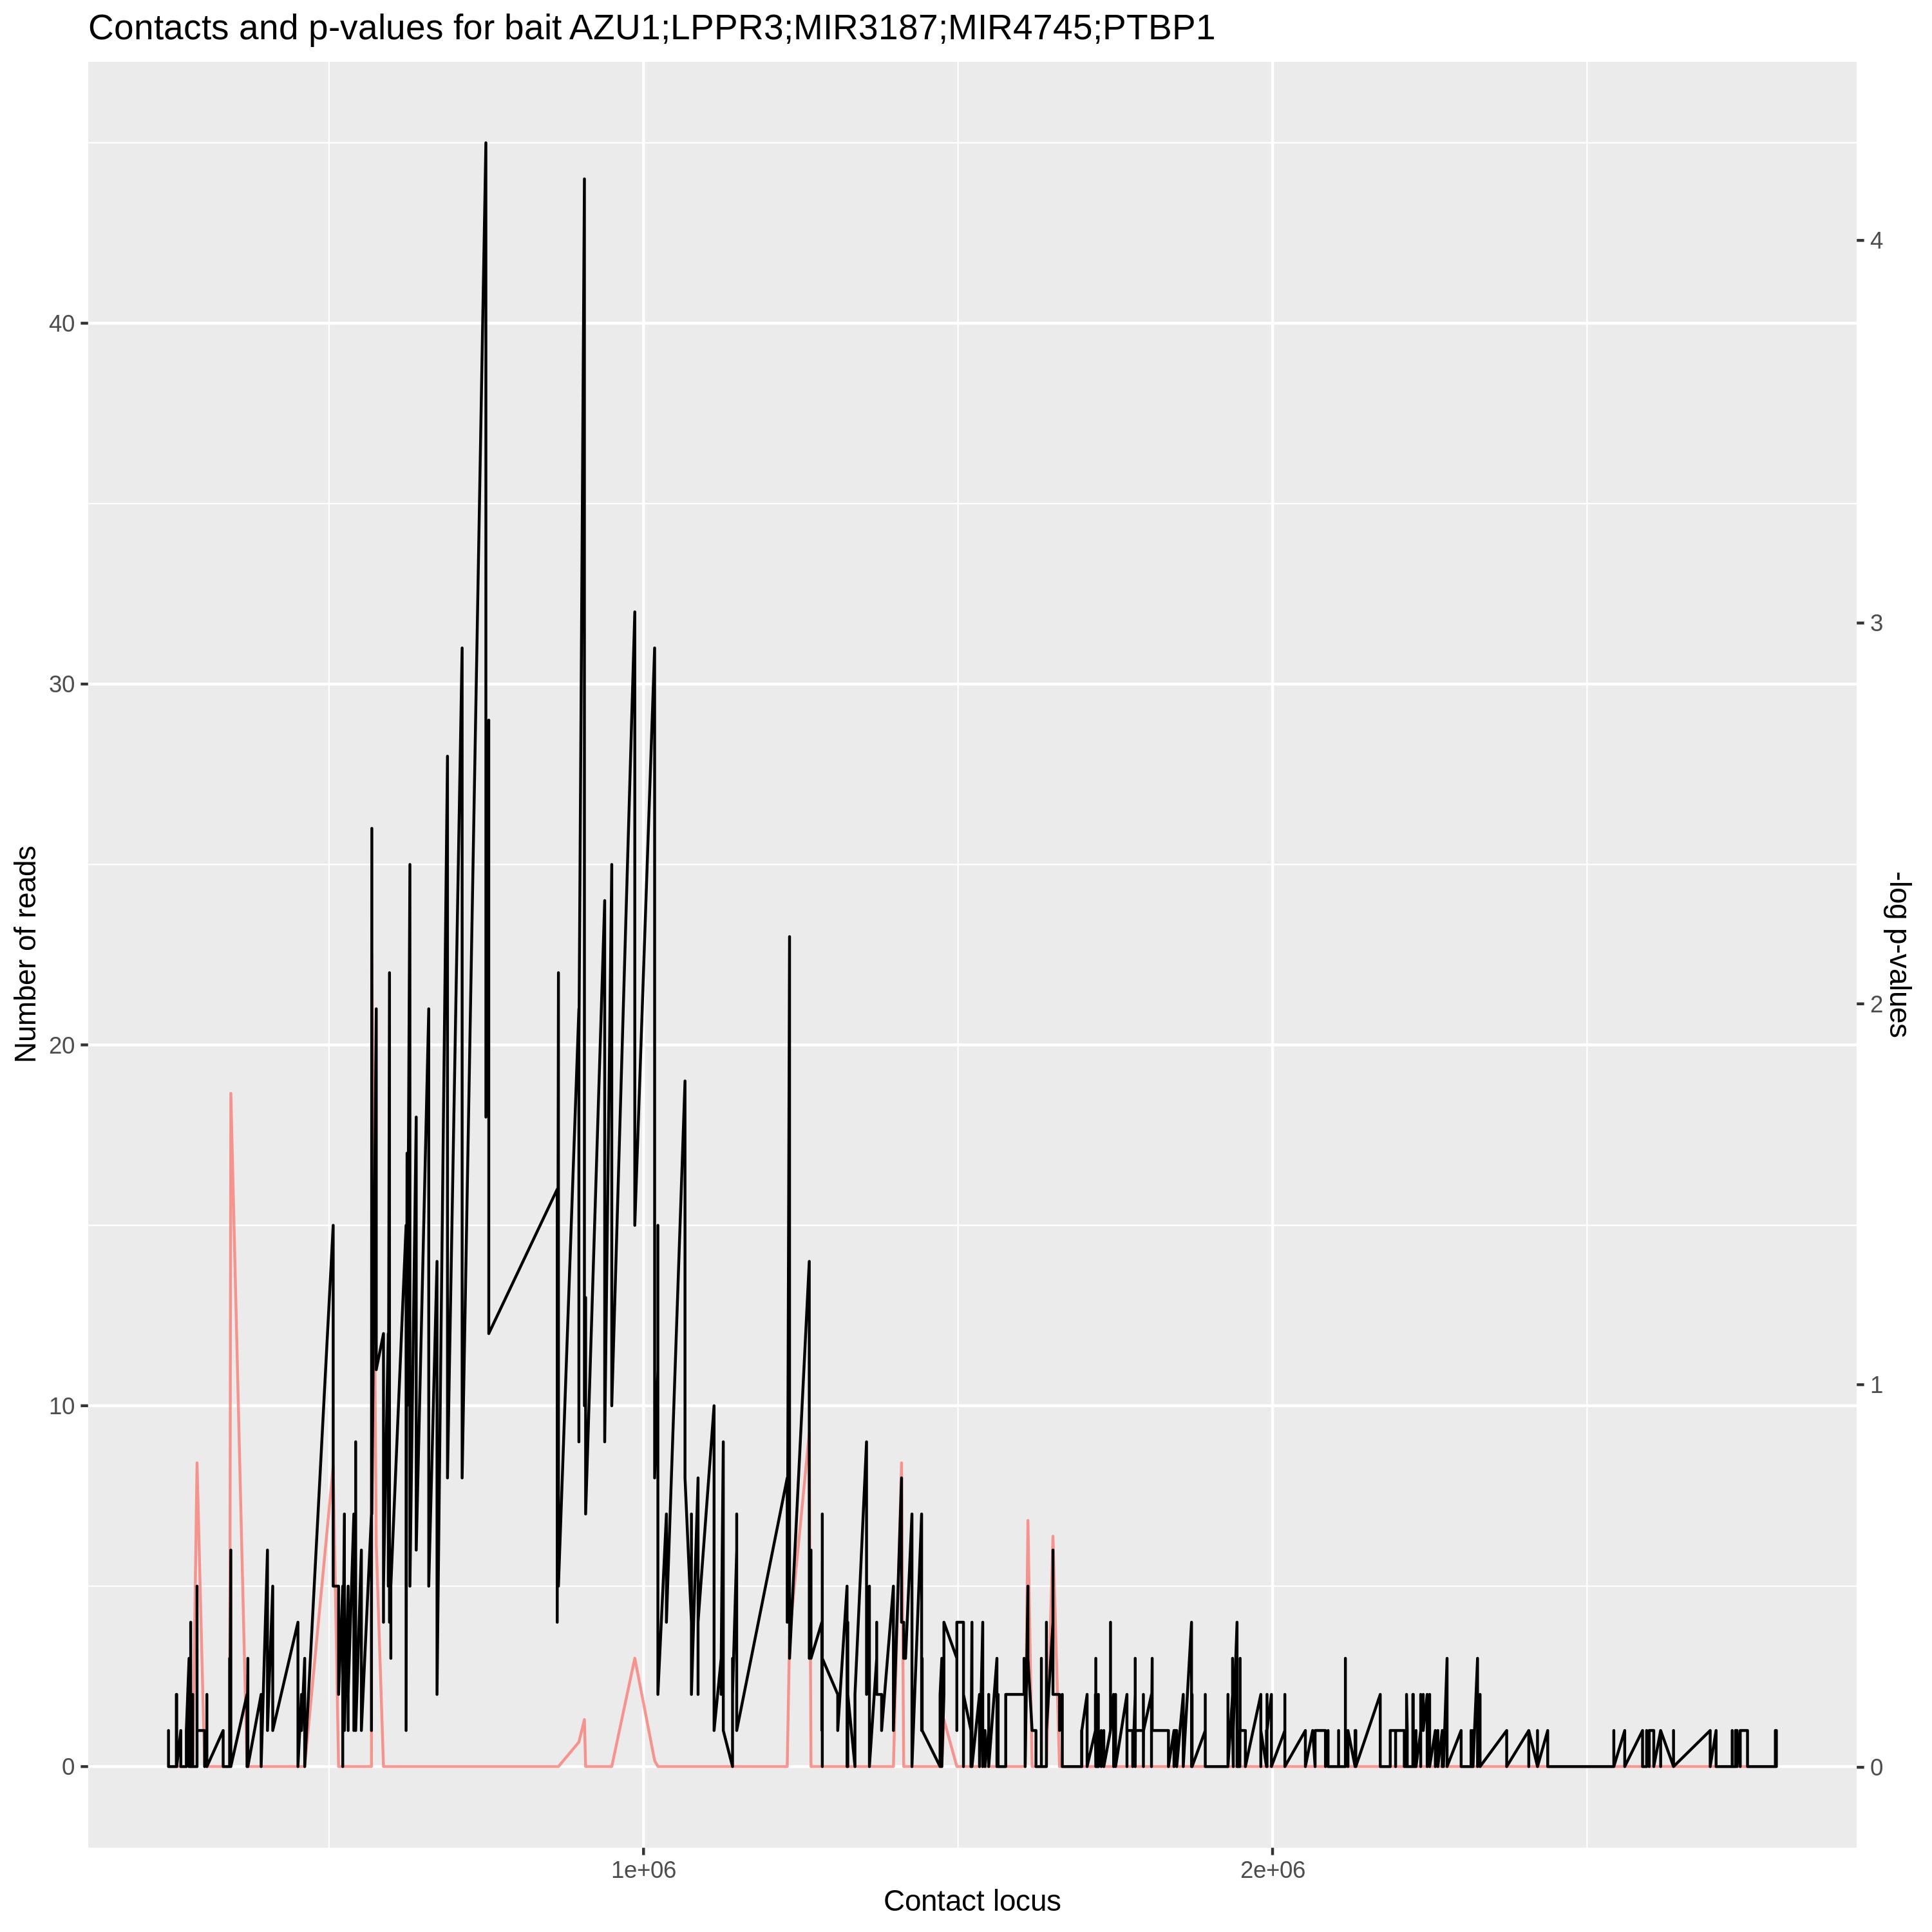 Contacts and p-values for bait AZU1;LPPR3;MIR3187;MIR4745;PTBP1
Number of reads
40
30
20
10
0
4
3
2
1
0
-log p-values
1e+06
2e+06
Contact locus